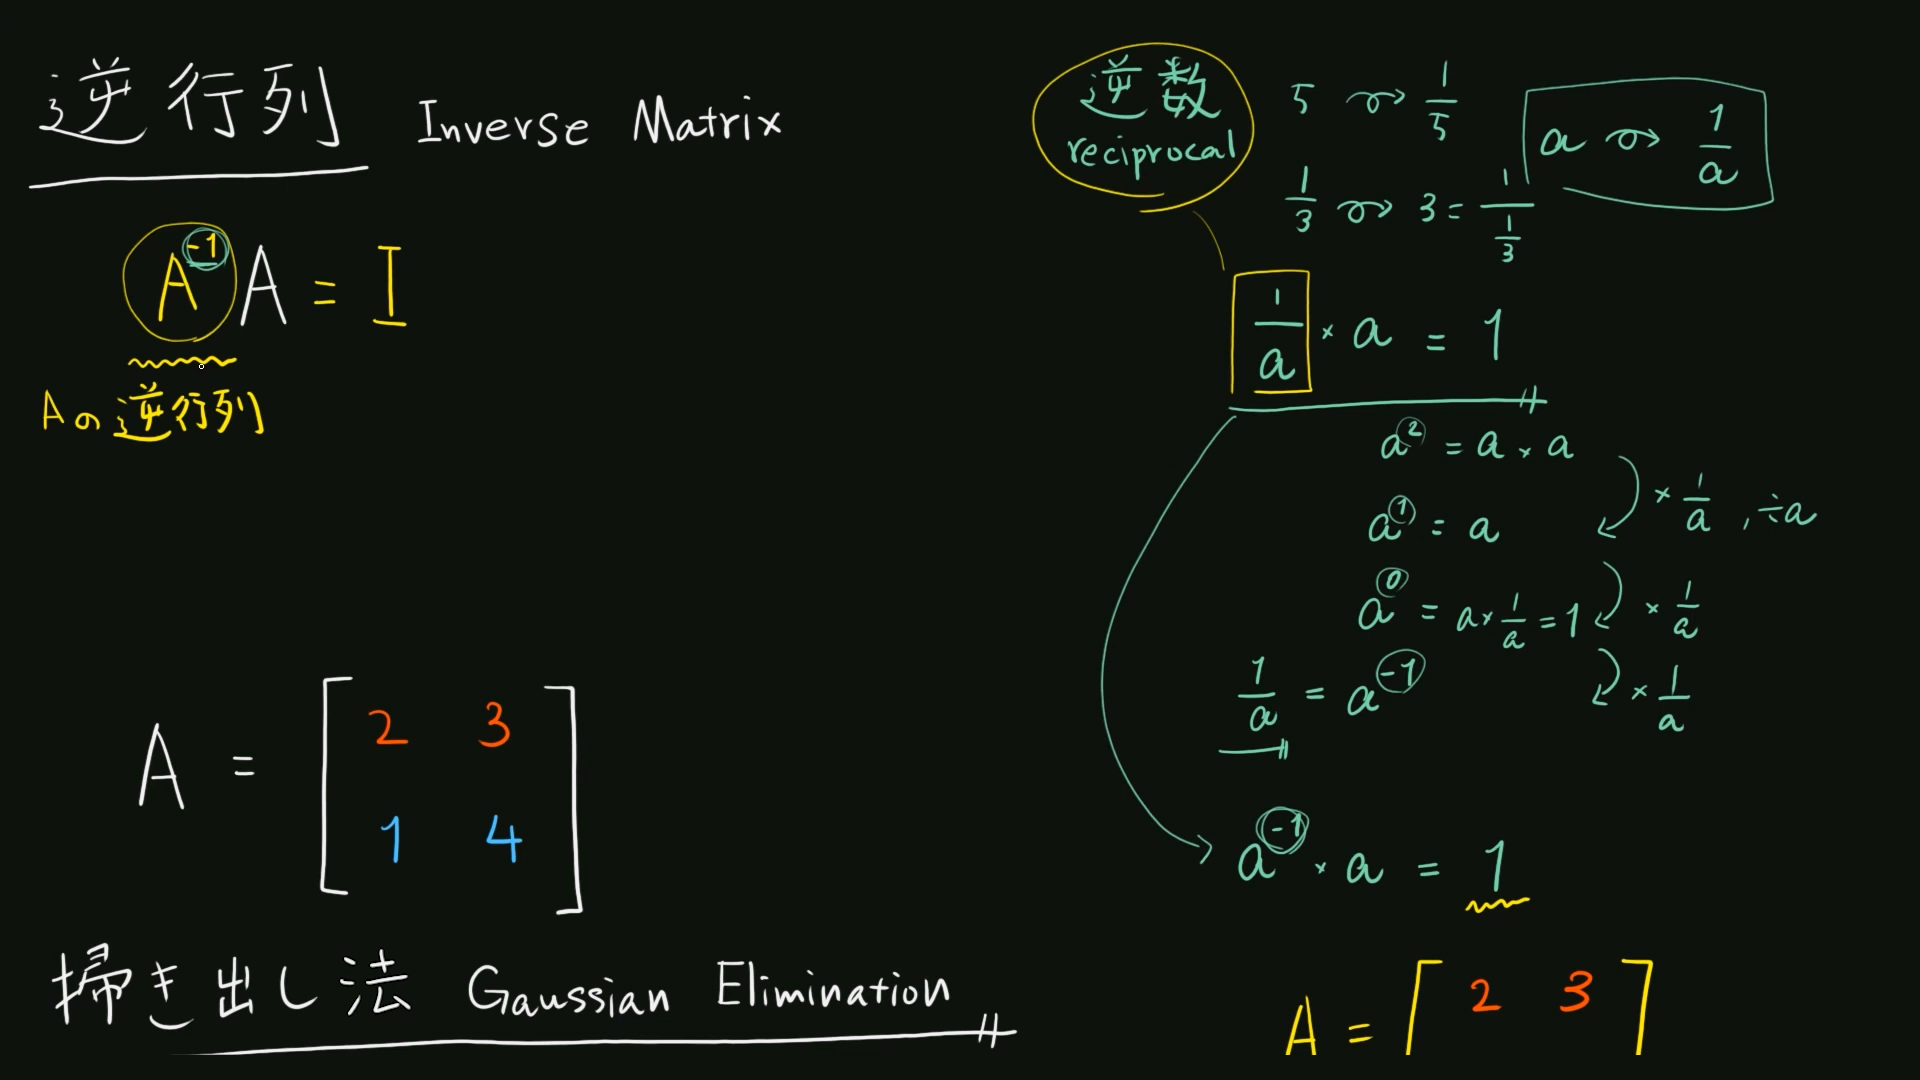 逆行列 Inverse Matrix
A⁻¹ A = I
Aの逆行列
A = [ 2 3
1 4 ]
掃き出し法 Gaussian Elimination
逆数
reciprocal
5 → 1/5
a → 1/a
1/3 → 3 = 1/(1/3)
1/a × a = 1
a² = a × a
× 1/a , ÷a
a¹ = a
a⁰ = a × 1/a = 1
× 1/a
1/a = a⁻¹
× 1/a
a⁻¹ × a = 1
A = [ 2 3 ]